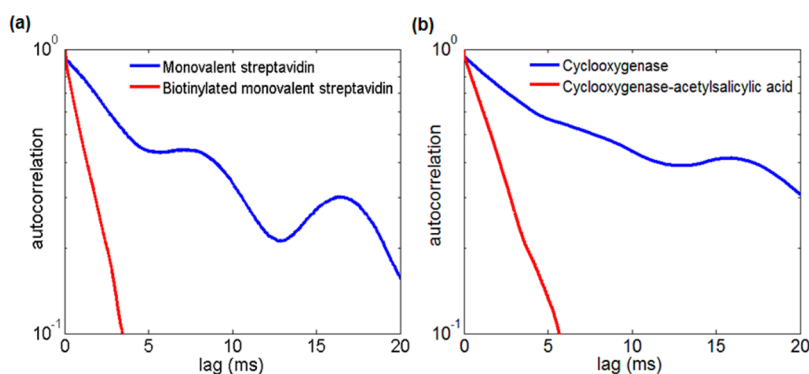 (a)
10^0
Monovalent streptavidin
Biotinylated monovalent streptavidin
autocorrelation
10^-1
0 5 10 15 20
lag (ms)
(b)
10^0
Cyclooxygenase
Cyclooxygenase-acetylsalicylic acid
autocorrelation
10^-1
0 5 10 15 20
lag (ms)